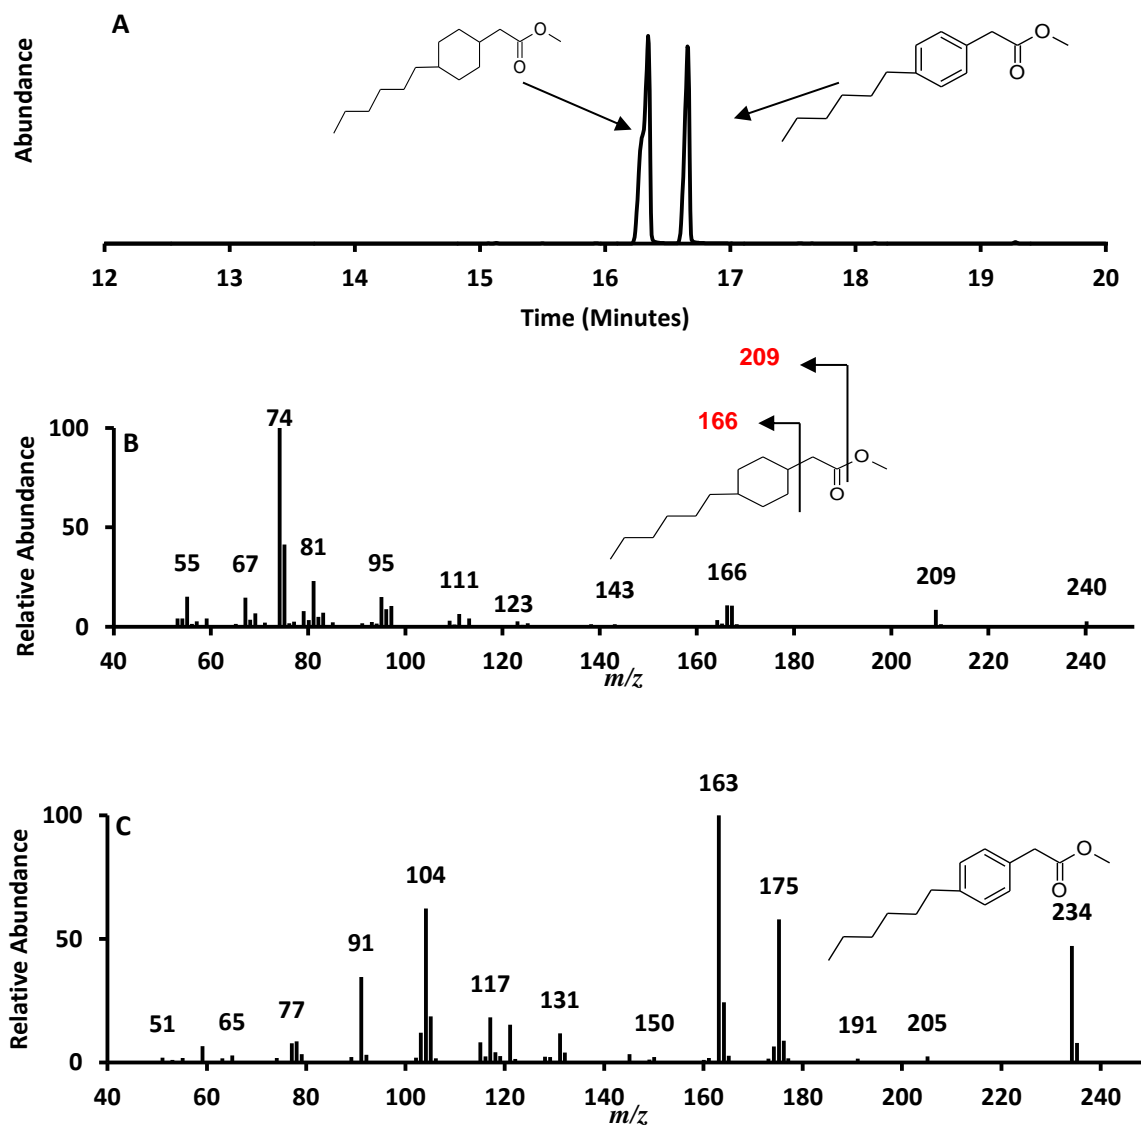 A
Abundance
O
O
O
O
12 13 14 15 16 17 18 19 20
Time (Minutes)
B
Relative Abundance
100
50
0
209
166
O
O
74
55 67 81 95 111 123 143 166 209 240
40 60 80 100 120 140 160 180 200 220 240
m/z
C
Relative Abundance
100
50
0
O
O
51 65 77 91 104 117 131 150 163 175 191 205 234
40 60 80 100 120 140 160 180 200 220 240
m/z